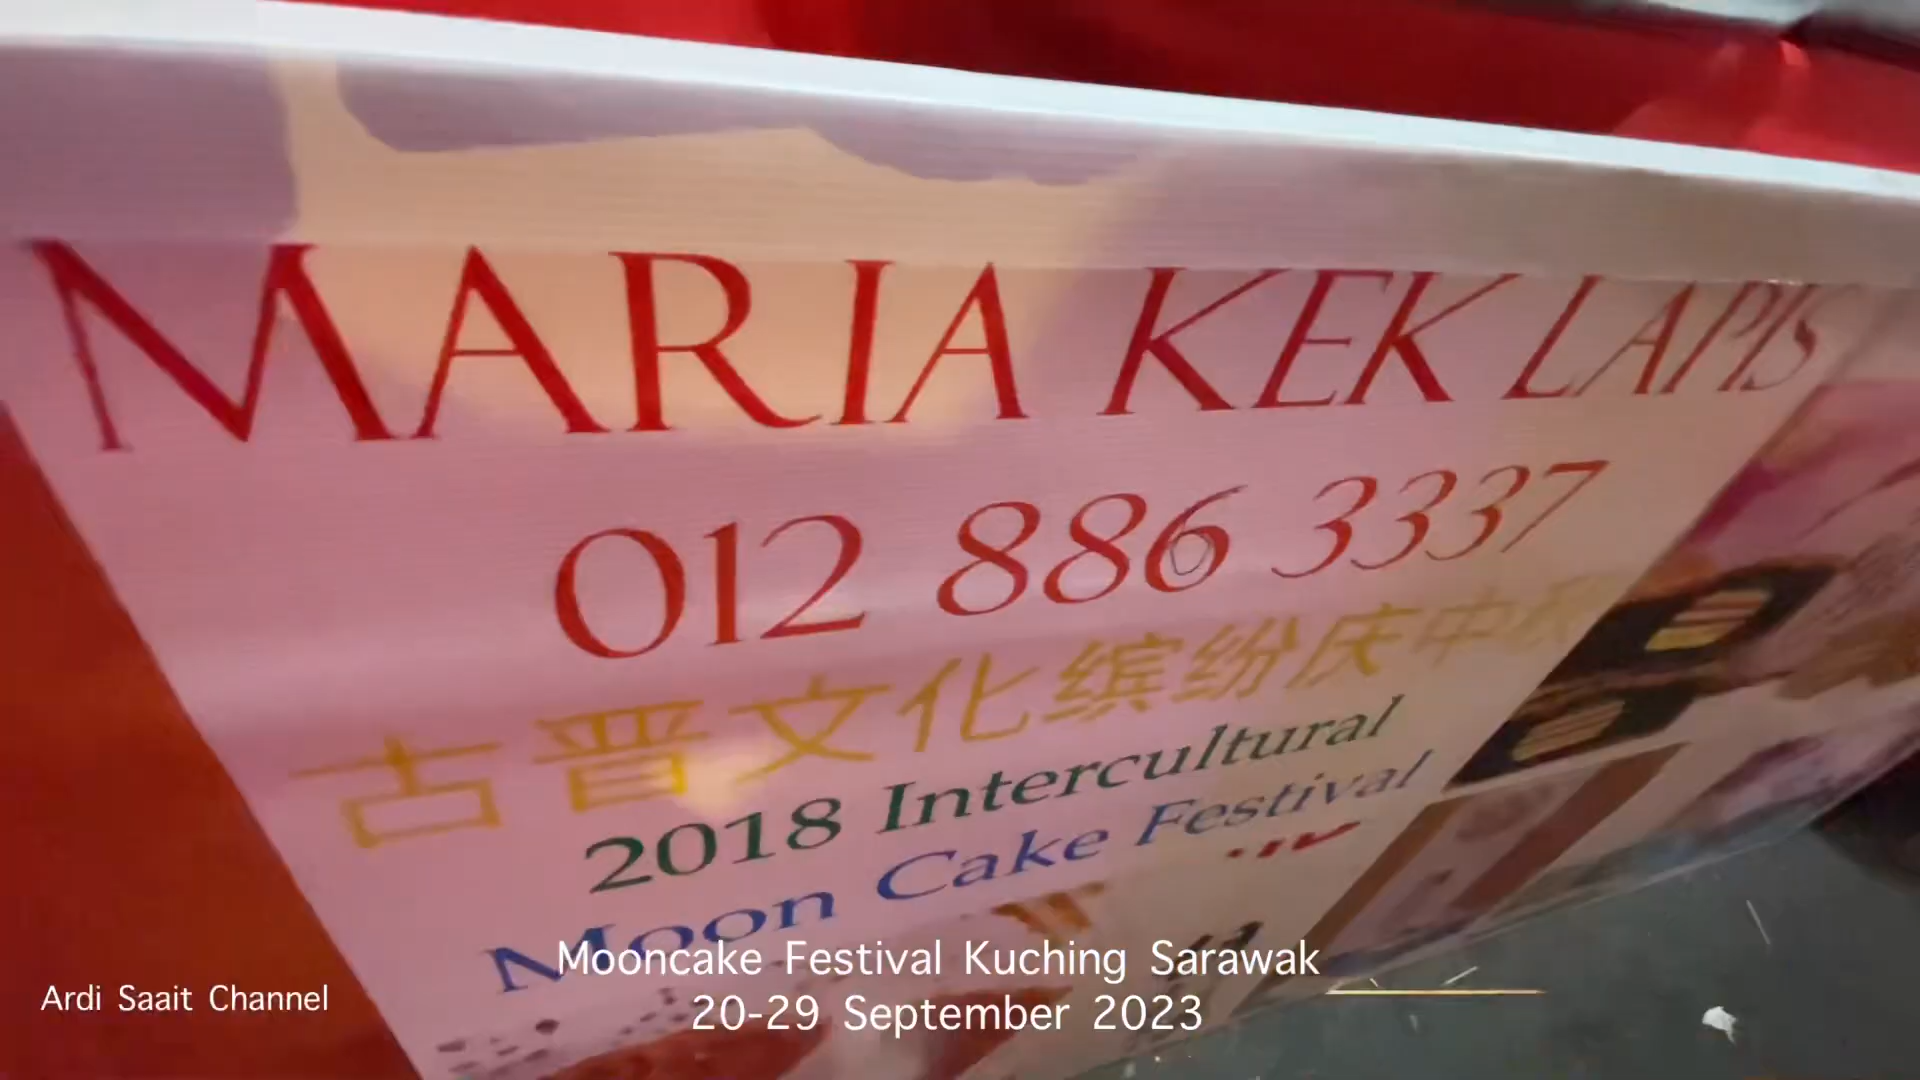 MARIA KEK LAPIS
012 886 3337
古晋文化缤纷庆中秋
2018 Intercultural
Moon Cake Festival
Mooncake Festival Kuching Sarawak
20-29 September 2023
Ardi Saait Channel